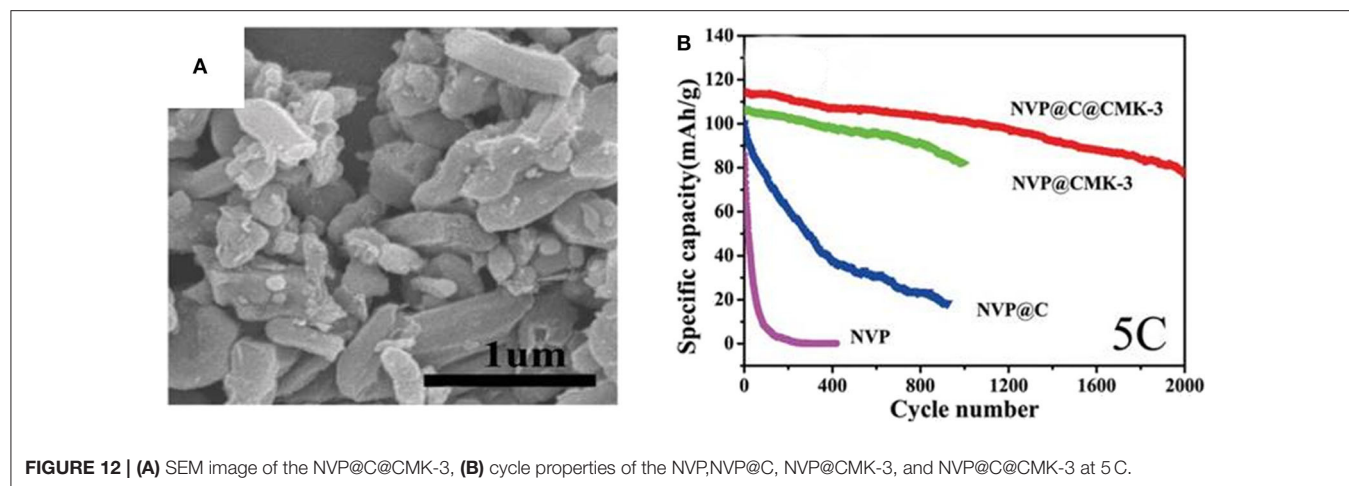 A
1um
B
140
120
100
80
60
40
20
0
Specific capacity(mAh/g)
NVP@C@CMK-3
NVP@CMK-3
NVP@C
NVP
5C
0 400 800 1200 1600 2000
Cycle number
FIGURE 12 | (A) SEM image of the NVP@C@CMK-3, (B) cycle properties of the NVP,NVP@C, NVP@CMK-3, and NVP@C@CMK-3 at 5 C.